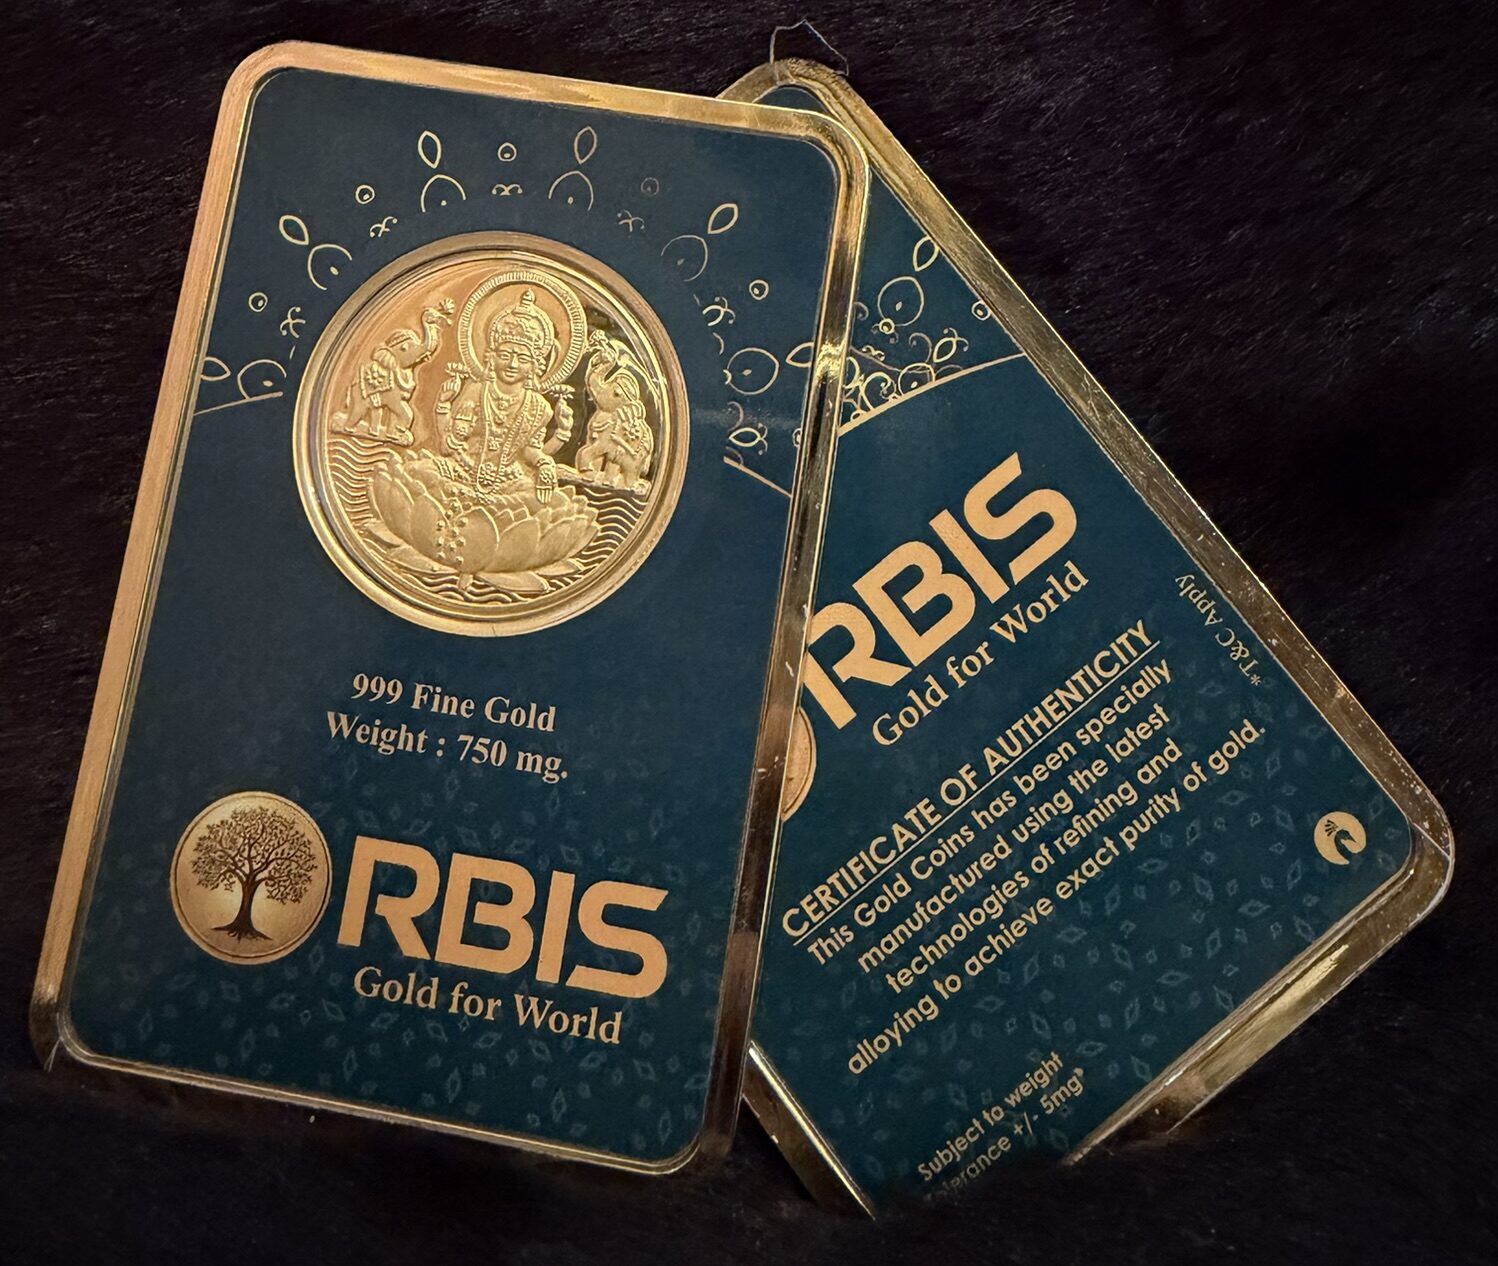 999 Fine Gold
Weight : 750 mg.
RBIS
Gold for World
RBIS
Gold for World
CERTIFICATE OF AUTHENTICITY
This Gold Coins has been specially
manufactured using the latest
technologies of refining and
alloying to achieve exact purity of gold.
*T&C Apply
Subject to weight
tolerance +/- 5mg*